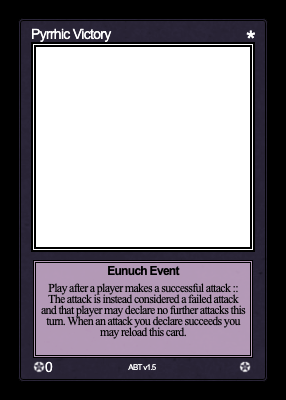 Pyrrhic Victory *
Eunuch Event
Play after a player makes a successful attack ::
The attack is instead considered a failed attack
and that player may declare no further attacks this
turn. When an attack you declare succeeds you
may reload this card.
0 ABT v1.5